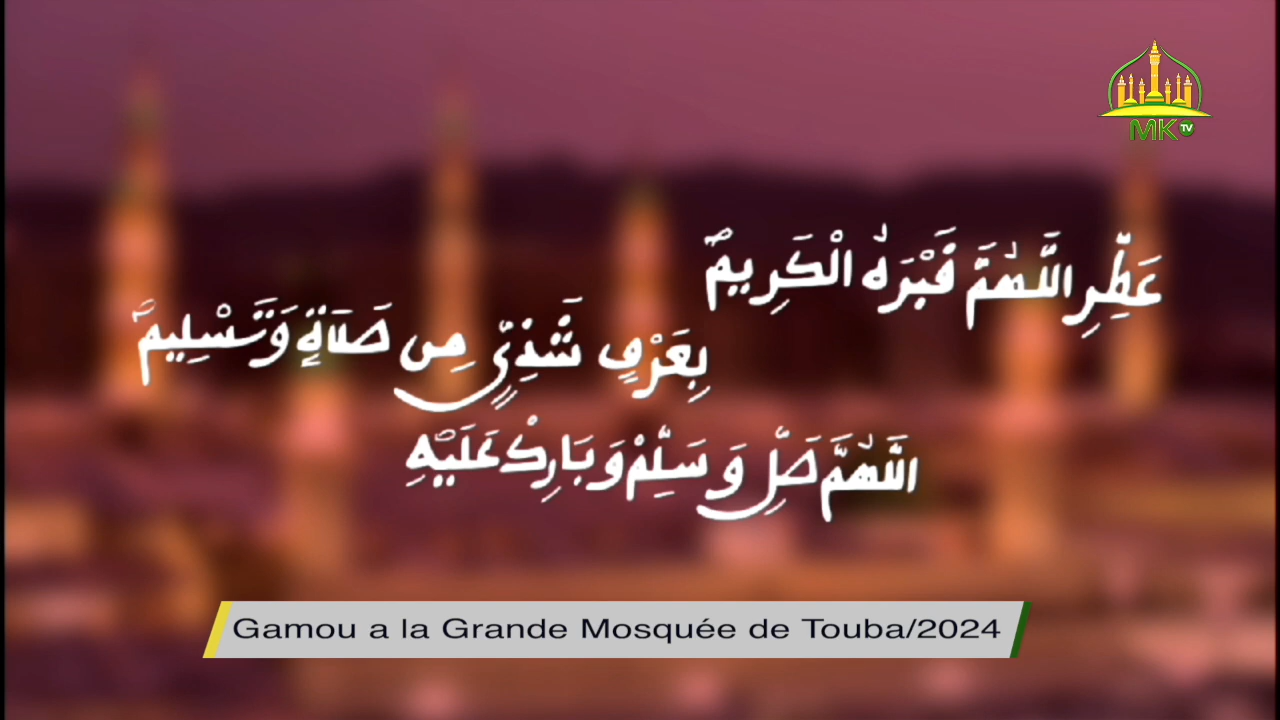 MK TV
عَطِّرِ اللَّهُمَّ قَبْرَهُ الْكَرِيمْ
بِعَرْفٍ شَذِيٍّ مِن صَلَاةٍ وَتَسْلِيمْ
اللَّهُمَّ صَلِّ وَسَلِّمْ وَبَارِكْ عَلَيْهِ
Gamou a la Grande Mosquée de Touba/2024